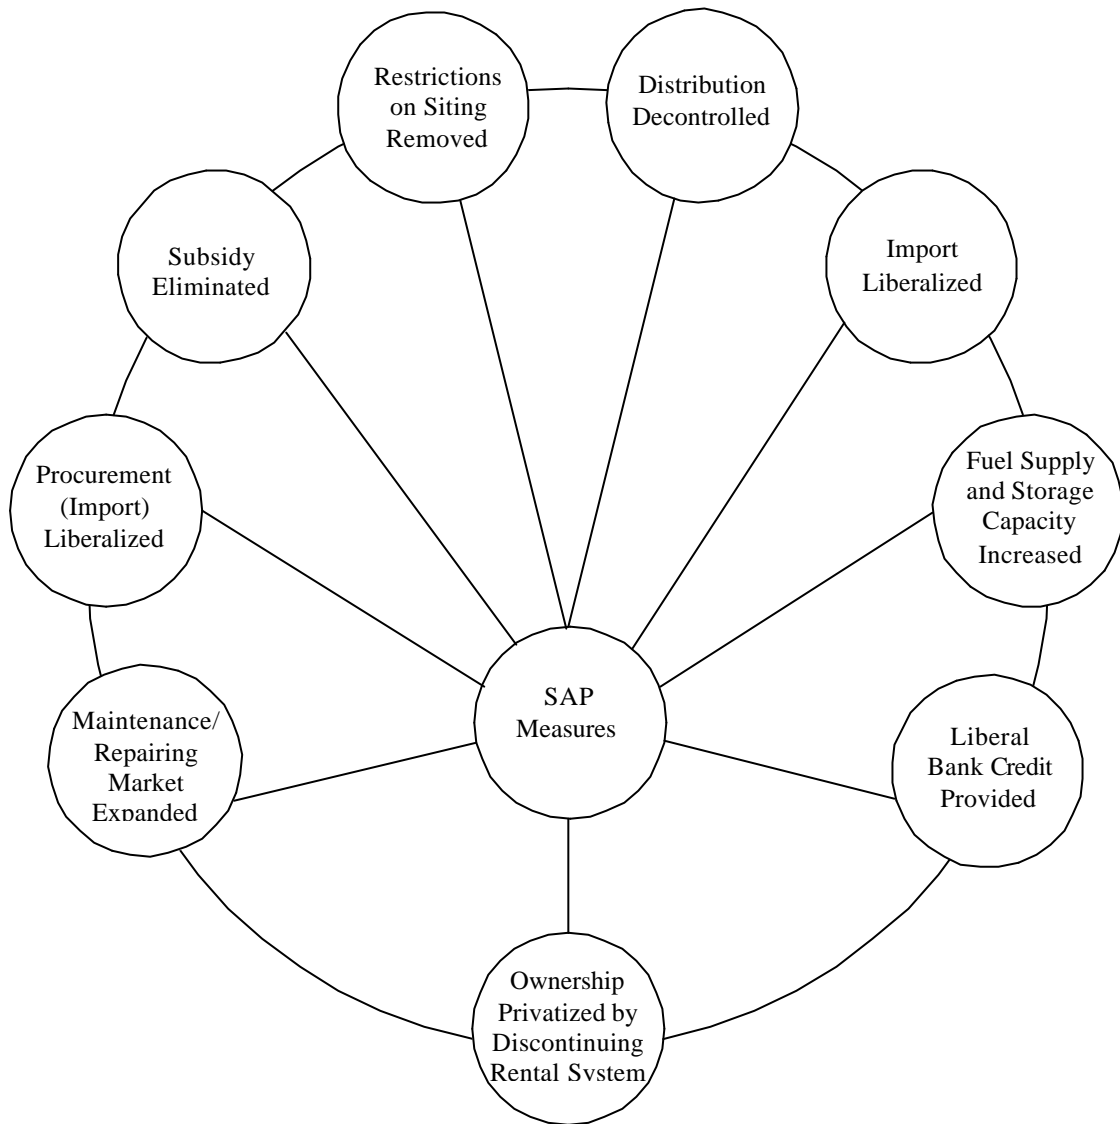 Restrictions
on Siting
Removed
Distribution
Decontrolled
Subsidy
Eliminated
Import
Liberalized
Procurement
(Import)
Liberalized
Fuel Supply
and Storage
Capacity
Increased
SAP
Measures
Maintenance/
Repairing
Market
Expanded
Liberal
Bank Credit
Provided
Ownership
Privatized by
Discontinuing
Rental System